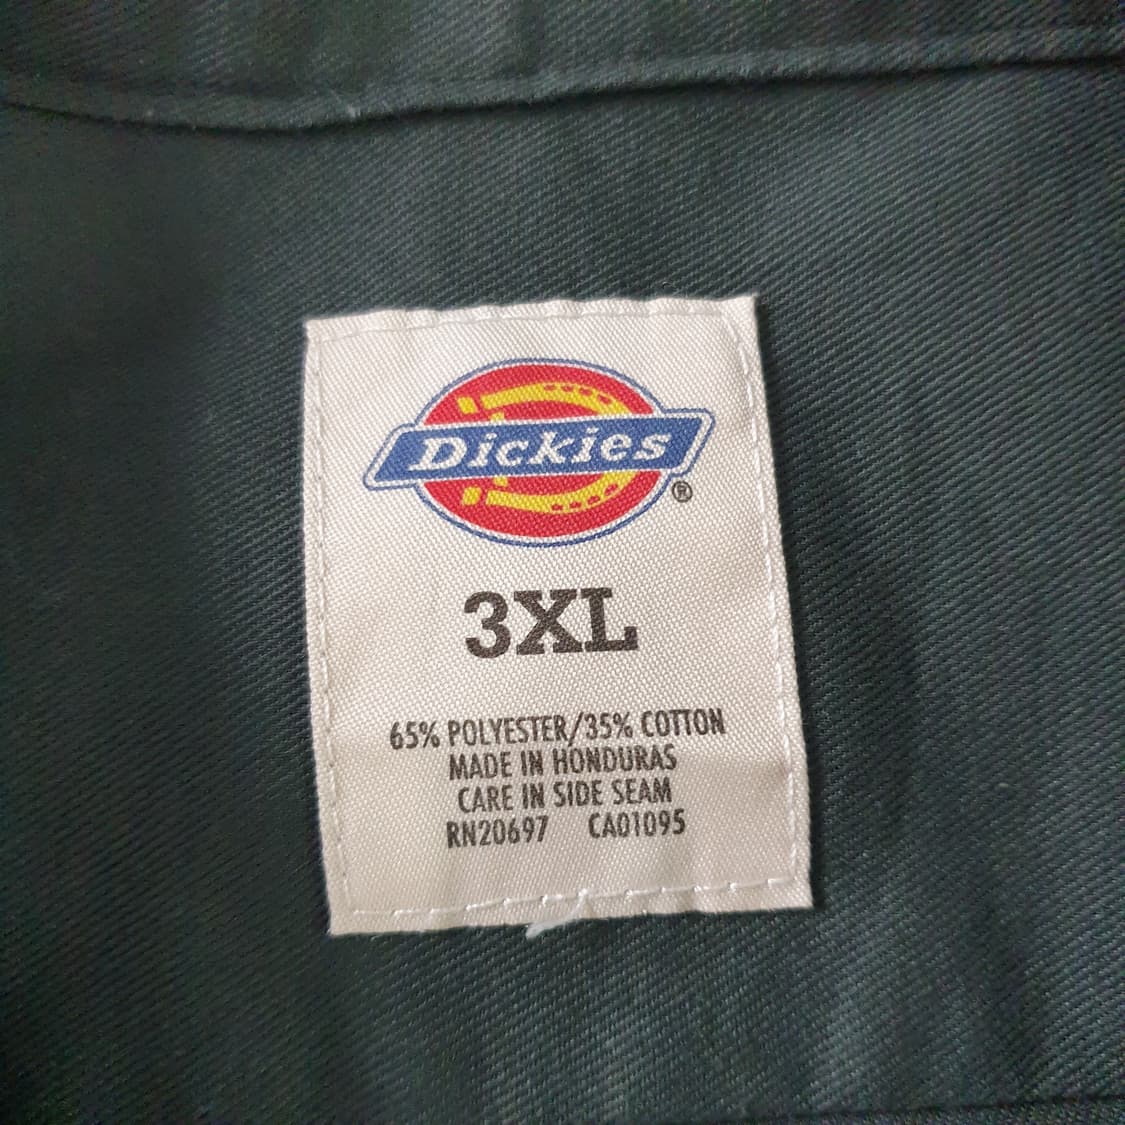 Dickies
®
3XL
65% POLYESTER/35% COTTON
MADE IN HONDURAS
CARE IN SIDE SEAM
RN20697 CA01095